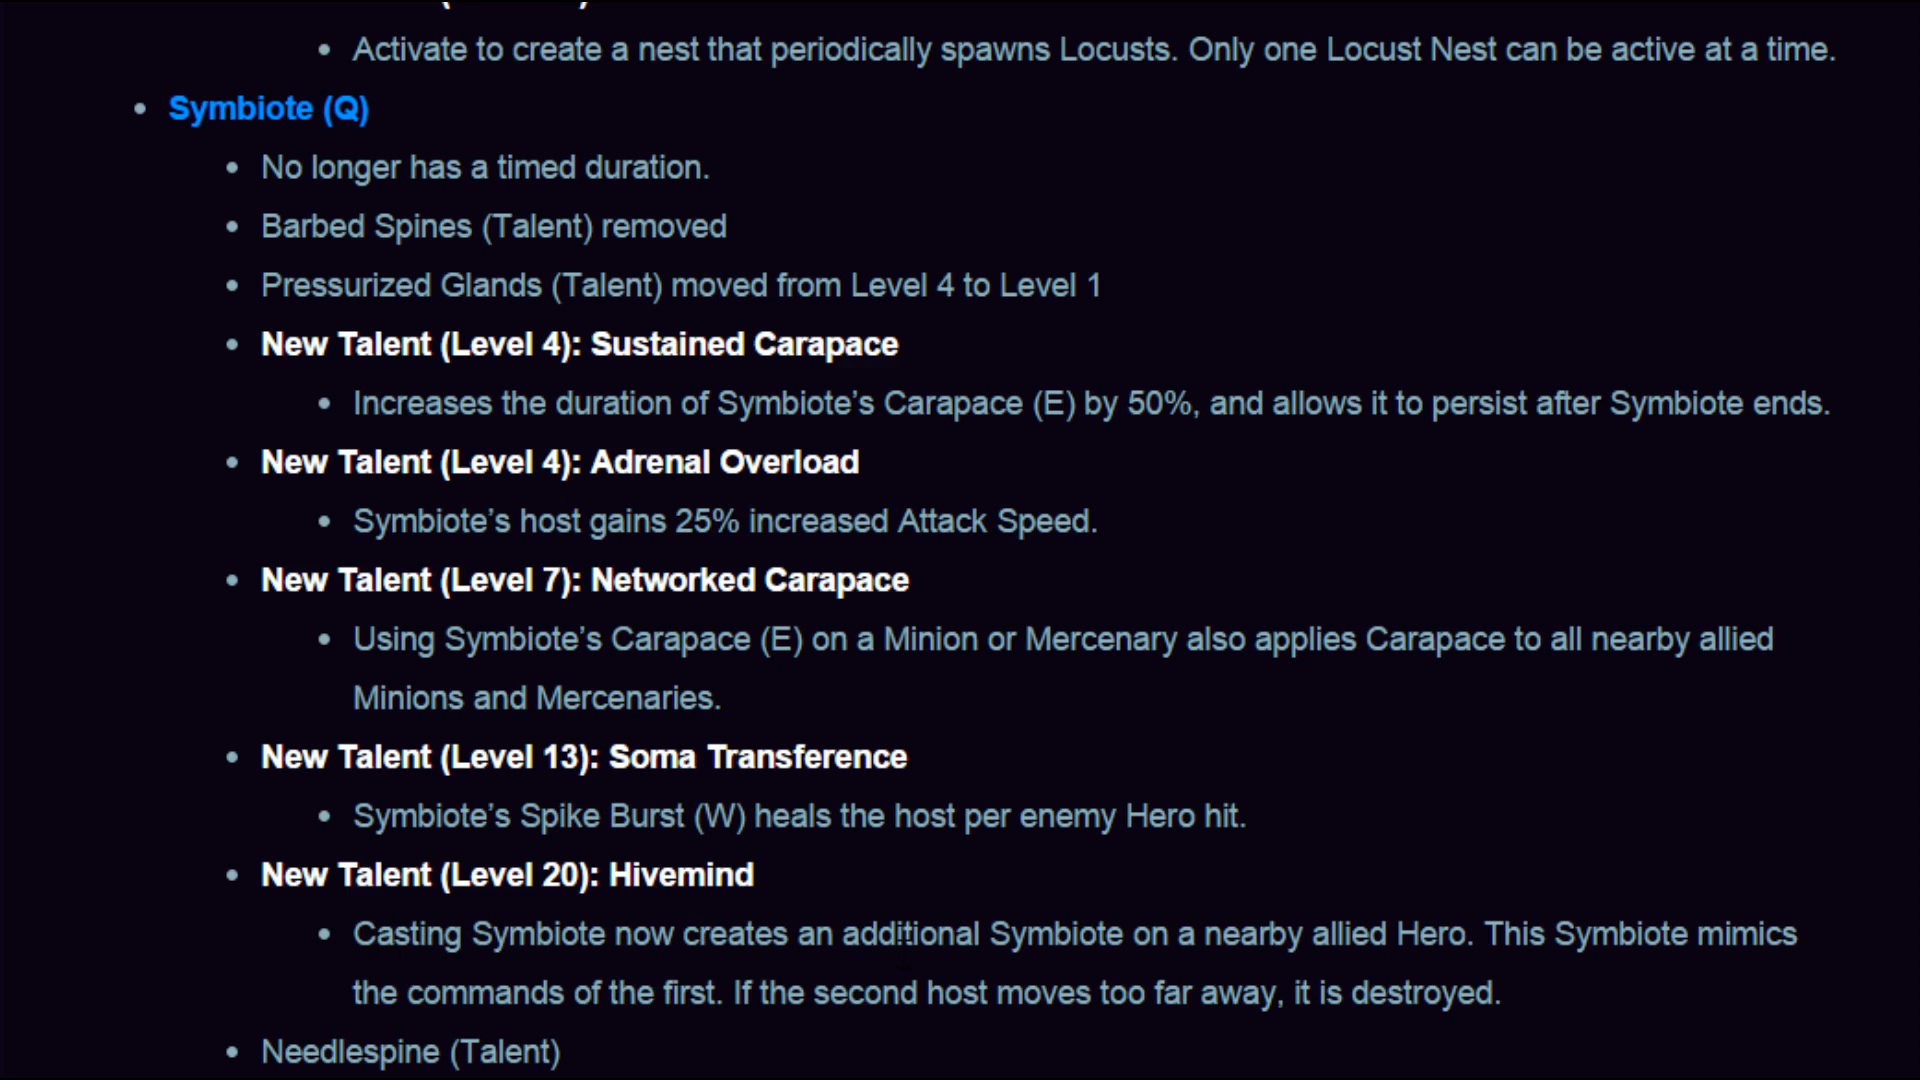 Activate to create a nest that periodically spawns Locusts. Only one Locust Nest can be active at a time.
Symbiote (Q)
No longer has a timed duration.
Barbed Spines (Talent) removed
Pressurized Glands (Talent) moved from Level 4 to Level 1
New Talent (Level 4): Sustained Carapace
Increases the duration of Symbiote’s Carapace (E) by 50%, and allows it to persist after Symbiote ends.
New Talent (Level 4): Adrenal Overload
Symbiote’s host gains 25% increased Attack Speed.
New Talent (Level 7): Networked Carapace
Using Symbiote’s Carapace (E) on a Minion or Mercenary also applies Carapace to all nearby allied
Minions and Mercenaries.
New Talent (Level 13): Soma Transference
Symbiote’s Spike Burst (W) heals the host per enemy Hero hit.
New Talent (Level 20): Hivemind
Casting Symbiote now creates an additional Symbiote on a nearby allied Hero. This Symbiote mimics
the commands of the first. If the second host moves too far away, it is destroyed.
Needlespine (Talent)